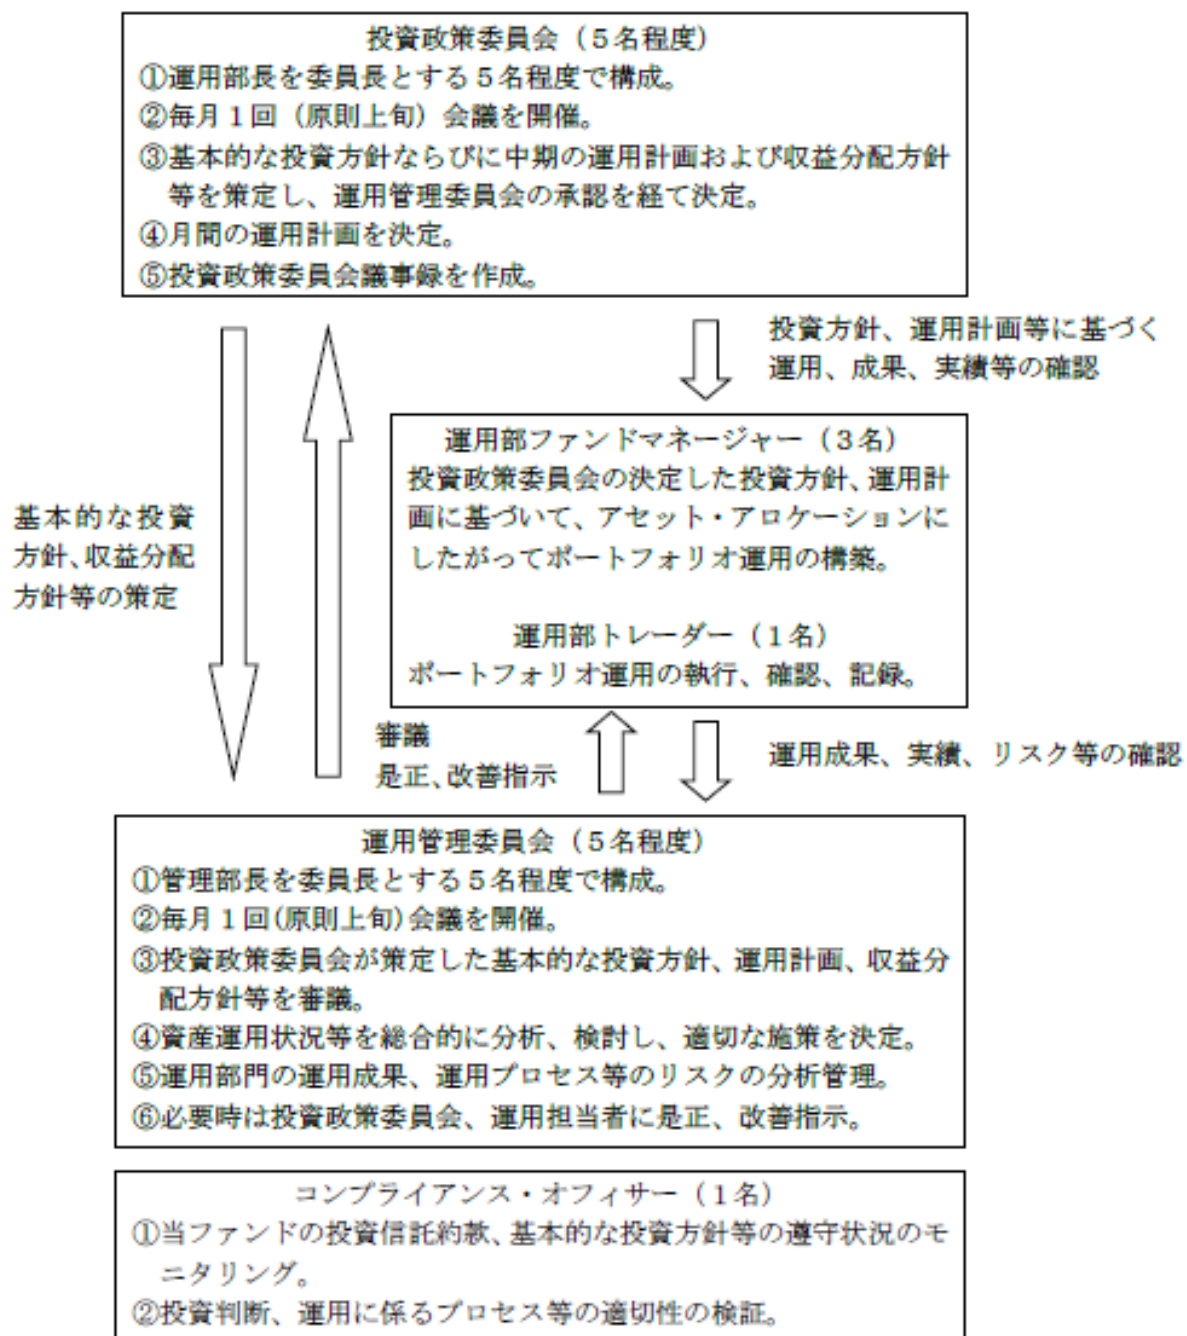 投資政策委員会（５名程度）
①運用部長を委員長とする５名程度で構成。
②毎月１回（原則上旬）会議を開催。
③基本的な投資方針ならびに中期の運用計画および収益分配方針
等を策定し、運用管理委員会の承認を経て決定。
④月間の運用計画を決定。
⑤投資政策委員会議事録を作成。
投資方針、運用計画等に基づく
運用、成果、実績等の確認
運用部ファンドマネージャー（３名）
投資政策委員会の決定した投資方針、運用計
画に基づいて、アセット・アロケーションに
したがってポートフォリオ運用の構築。
運用部トレーダー（１名）
ポートフォリオ運用の執行、確認、記録。
基本的な投資
方針、収益分配
方針等の策定
審議
是正、改善指示
運用成果、実績、リスク等の確認
運用管理委員会（５名程度）
①管理部長を委員長とする５名程度で構成。
②毎月１回(原則上旬)会議を開催。
③投資政策委員会が策定した基本的な投資方針、運用計画、収益分
配方針等を審議。
④資産運用状況等を総合的に分析、検討し、適切な施策を決定。
⑤運用部門の運用成果、運用プロセス等のリスクの分析管理。
⑥必要時は投資政策委員会、運用担当者に是正、改善指示。
コンプライアンス・オフィサー（１名）
①当ファンドの投資信託約款、基本的な投資方針等の遵守状況のモ
ニタリング。
②投資判断、運用に係るプロセス等の適切性の検証。